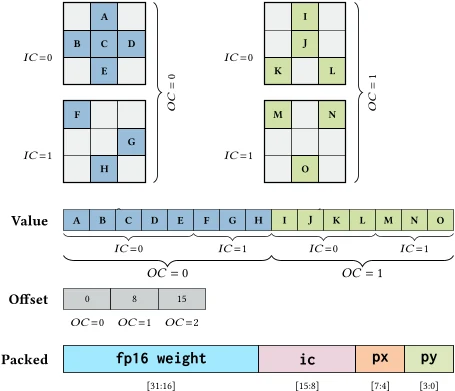 A
B C D
E
IC=0
F
G
H
IC=1
OC=0
I
J
K L
IC=0
M N
O
IC=1
OC=1
Value A B C D E F G H I J K L M N O
IC=0 IC=1 IC=0 IC=1
OC=0 OC=1
Offset 0 8 15
OC=0 OC=1 OC=2
Packed fp16 weight ic px py
[31:16] [15:8] [7:4] [3:0]